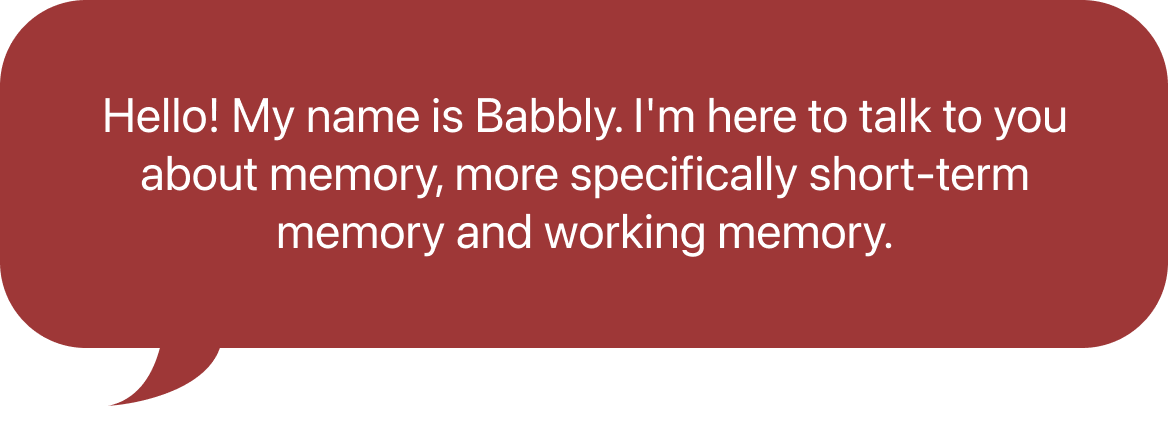 Hello! My name is Babbly. I'm here to talk to you
about memory, more specifically short-term
memory and working memory.